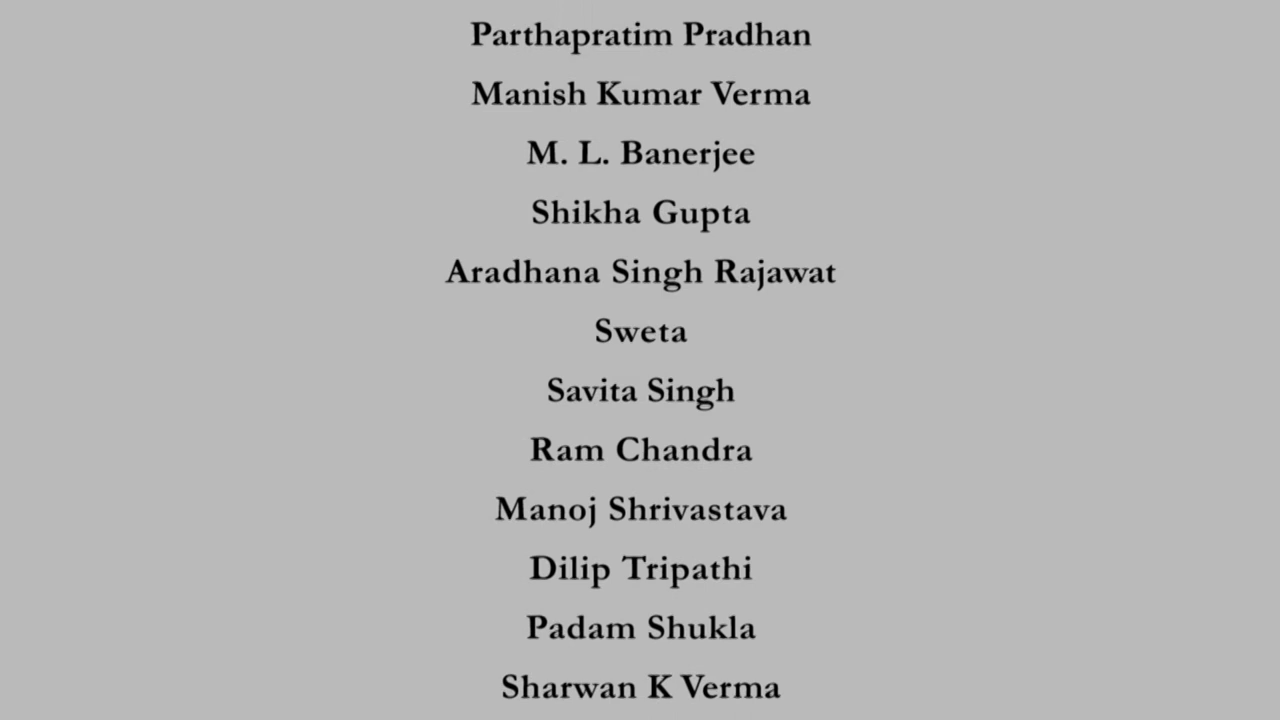 Parthapratim Pradhan
Manish Kumar Verma
M. L. Banerjee
Shikha Gupta
Aradhana Singh Rajawat
Sweta
Savita Singh
Ram Chandra
Manoj Shrivastava
Dilip Tripathi
Padam Shukla
Sharwan K Verma